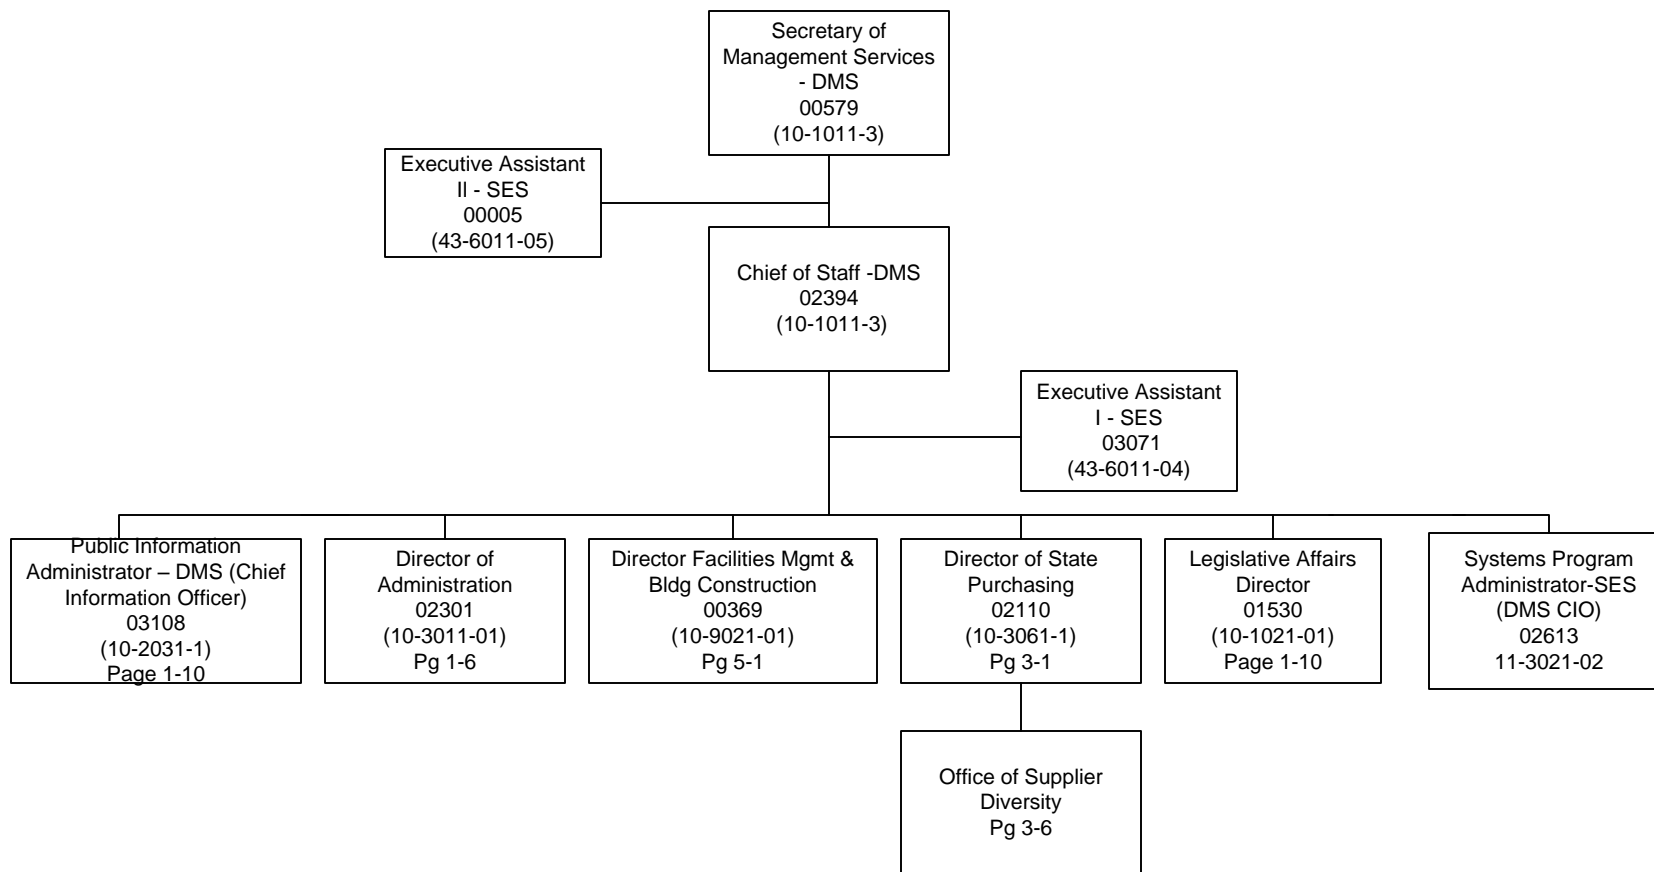 Secretary of
Management Services
- DMS
00579
(10-1011-3)
Executive Assistant
II - SES
00005
(43-6011-05)
Chief of Staff -DMS
02394
(10-1011-3)
Executive Assistant
I - SES
03071
(43-6011-04)
Public Information
Administrator – DMS (Chief
Information Officer)
03108
(10-2031-1)
Page 1-10
Director of
Administration
02301
(10-3011-01)
Pg 1-6
Director Facilities Mgmt &
Bldg Construction
00369
(10-9021-01)
Pg 5-1
Director of State
Purchasing
02110
(10-3061-1)
Pg 3-1
Legislative Affairs
Director
01530
(10-1021-01)
Page 1-10
Systems Program
Administrator-SES
(DMS CIO)
02613
11-3021-02
Office of Supplier
Diversity
Pg 3-6